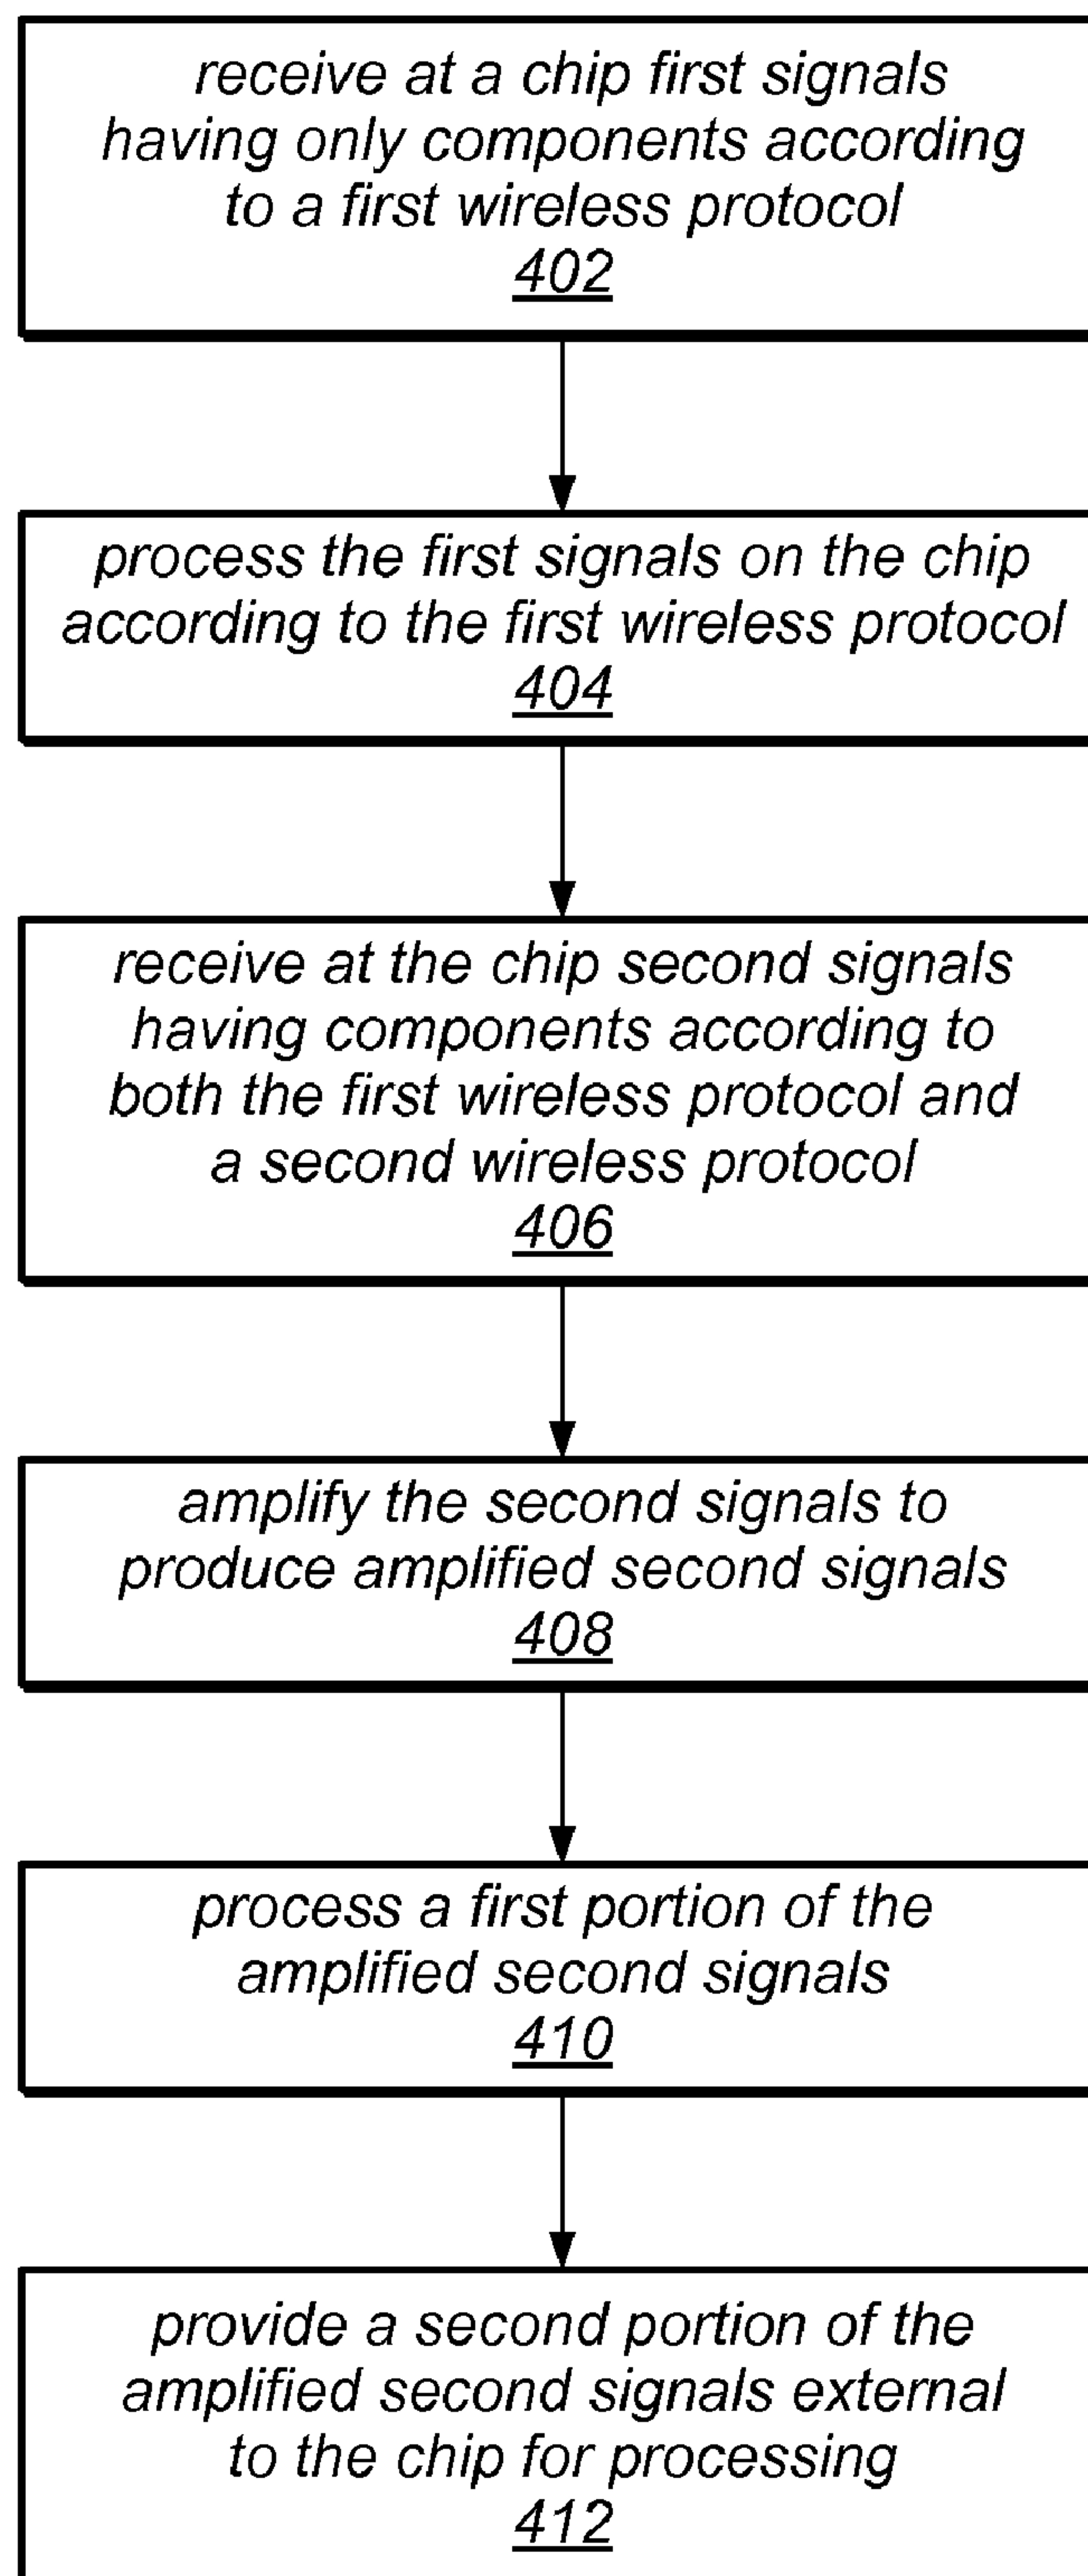 receive at a chip first signals
having only components according
to a first wireless protocol
402
process the first signals on the chip
according to the first wireless protocol
404
receive at the chip second signals
having components according to
both the first wireless protocol and
a second wireless protocol
406
amplify the second signals to
produce amplified second signals
408
process a first portion of the
amplified second signals
410
provide a second portion of the
amplified second signals external
to the chip for processing
412